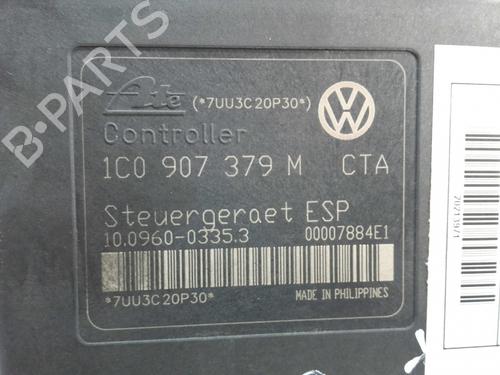 Ate (*7UU3C20P30*)
Controller
1C0 907 379 M CTA
Steuergeraet ESP
10.0960-0335.3 00007884E1
*7UU3C20P30*
MADE IN PHILIPPINES
B-PARTS